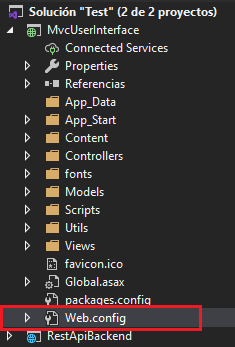 Solución "Test" (2 de 2 proyectos)
MvcUserInterface
Connected Services
Properties
Referencias
App_Data
App_Start
Content
Controllers
fonts
Models
Scripts
Utils
Views
favicon.ico
Global.asax
packages.config
Web.config
RestApiBackend